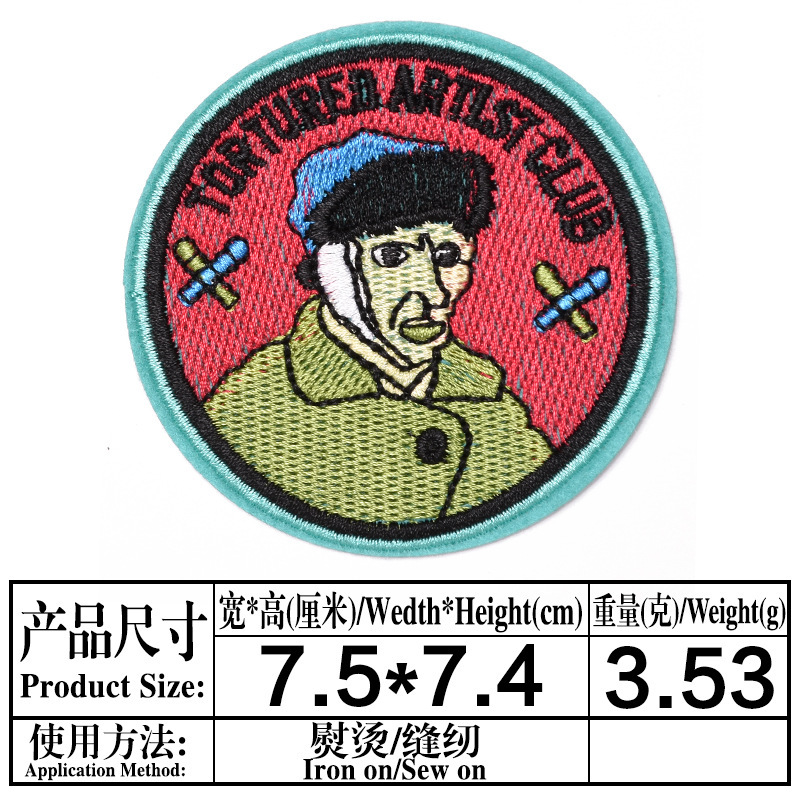 TORTURED ARTIST CLUB
产品尺寸
Product Size:
宽*高(厘米)/Wedth*Height(cm)
7.5*7.4
重量(克)/Weight(g)
3.53
使用方法:
Application Method:
熨烫/缝纫
Iron on/Sew on